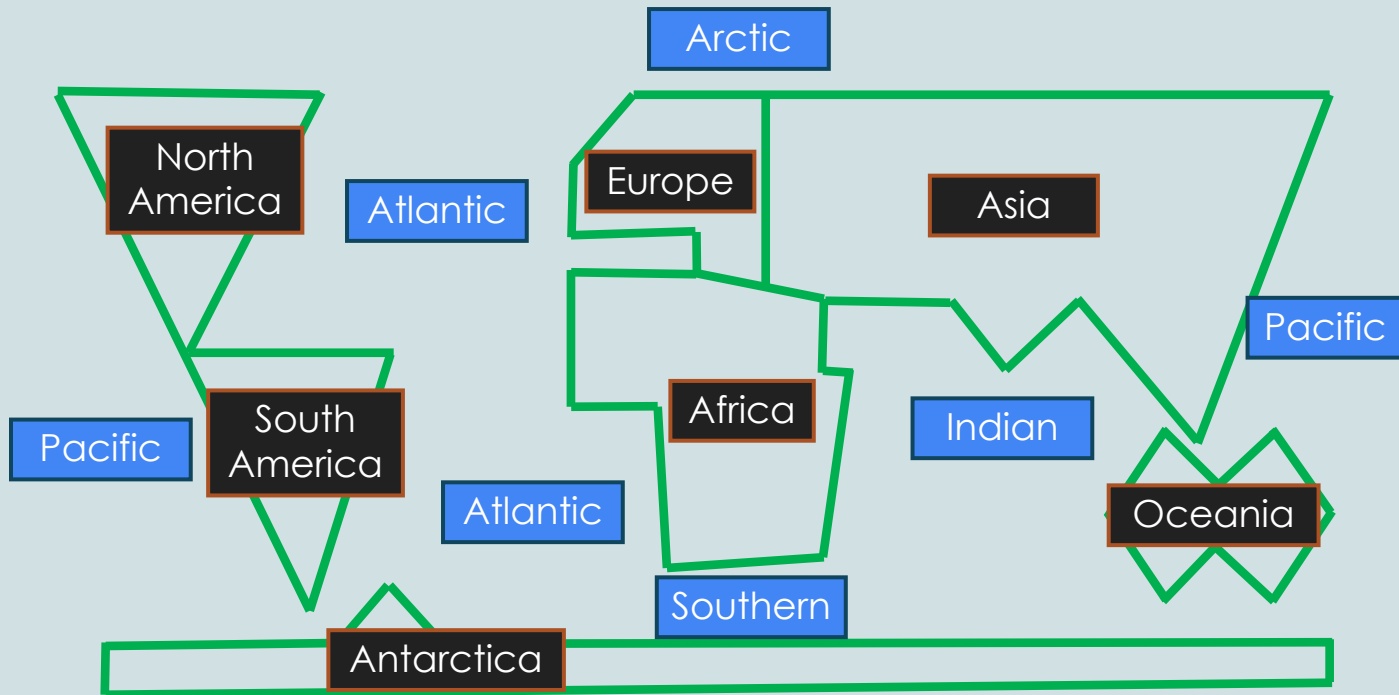 Arctic
North
America
Europe
Asia
Atlantic
Pacific
Africa
Indian
South
America
Pacific
Atlantic
Oceania
Southern
Antarctica